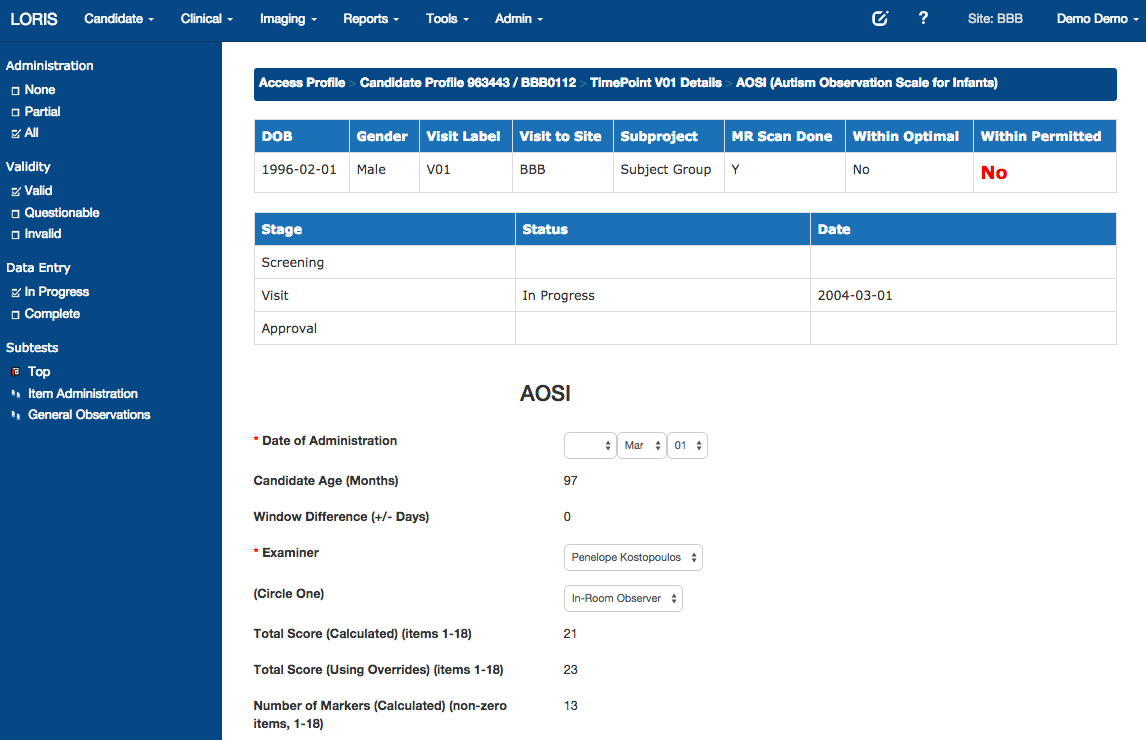 LORIS Candidate Clinical Imaging Reports Tools Admin ? Site: BBB Demo Demo
Administration
None
Partial
All
Validity
Valid
Questionable
Invalid
Data Entry
In Progress
Complete
Subtests
Top
Item Administration
General Observations
Access Profile > Candidate Profile 963443 / BBB0112 > TimePoint V01 Details > AOSI (Autism Observation Scale for Infants)
DOB Gender Visit Label Visit to Site Subproject MR Scan Done Within Optimal Within Permitted
1996-02-01 Male V01 BBB Subject Group Y No No
Stage Status Date
Screening
Visit In Progress 2004-03-01
Approval
AOSI
* Date of Administration Mar 01
Candidate Age (Months) 97
Window Difference (+/- Days) 0
* Examiner Penelope Kostopoulos
(Circle One) In-Room Observer
Total Score (Calculated) (items 1-18) 21
Total Score (Using Overrides) (items 1-18) 23
Number of Markers (Calculated) (non-zero 13
items, 1-18)